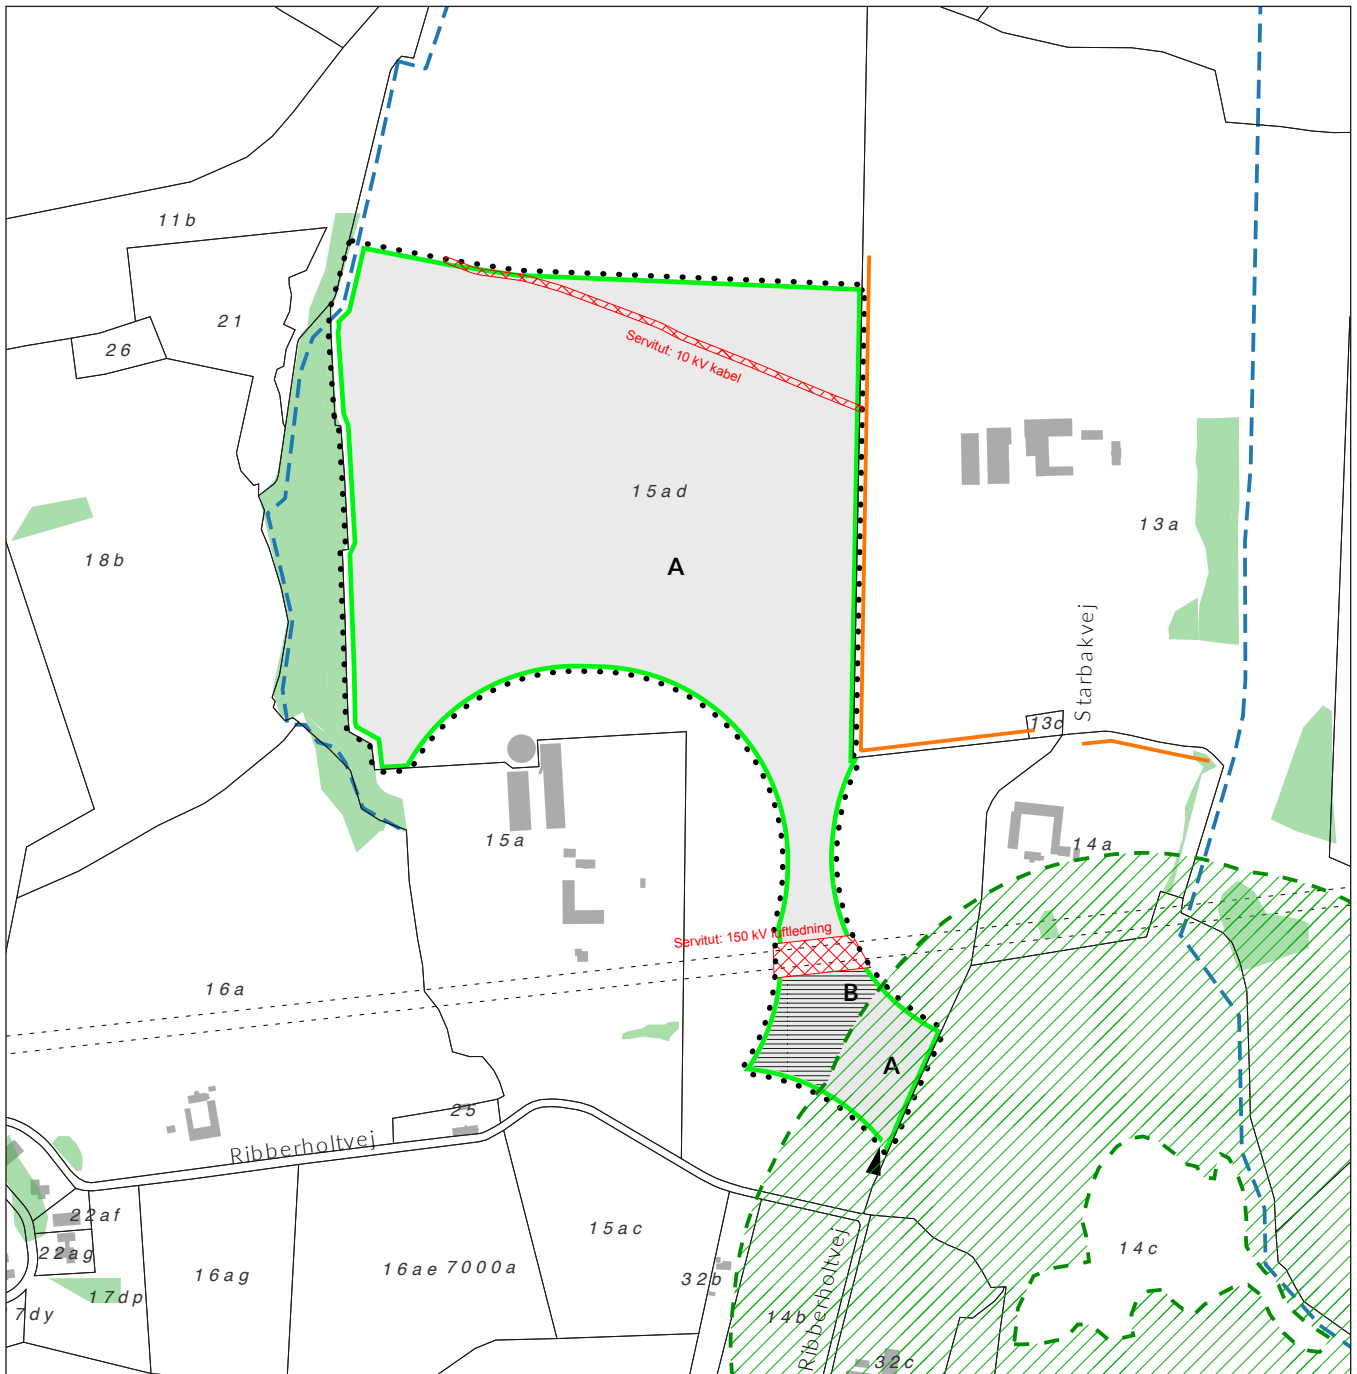 11b
21
26
Servitut: 10 kV kabel
15ad
13a
18b
A
Starbakvej
13c
15a
14a
Servitut: 150 kV luftledning
16a
B
A
25
Ribberholtvej
22af
15ac
14c
22ag
16ag
16ae
7000a
32b
17dp
7dy
14b
Ribberholtvej
32c